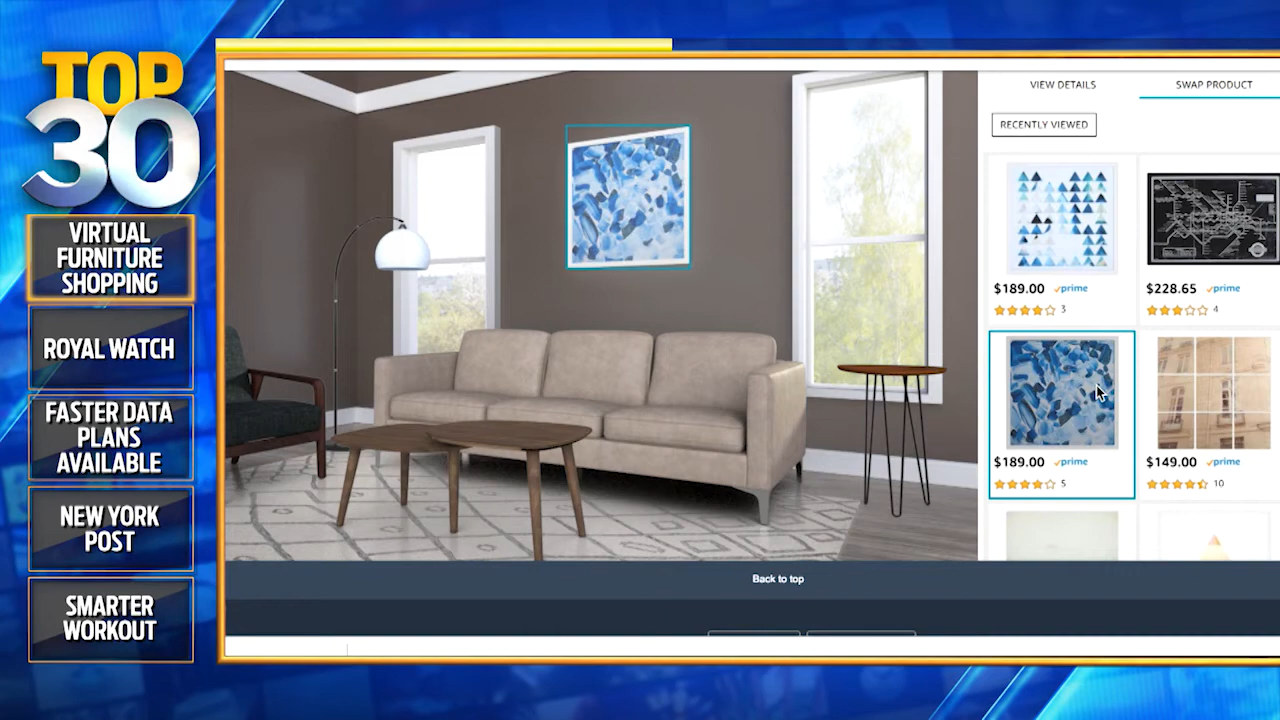 TOP
30
VIRTUAL
FURNITURE
SHOPPING
ROYAL WATCH
FASTER DATA
PLANS
AVAILABLE
NEW YORK
POST
SMARTER
WORKOUT
VIEW DETAILS
SWAP PRODUCT
RECENTLY VIEWED
$189.00 prime
3
$228.65 prime
4
$189.00 prime
5
$149.00 prime
10
Back to top